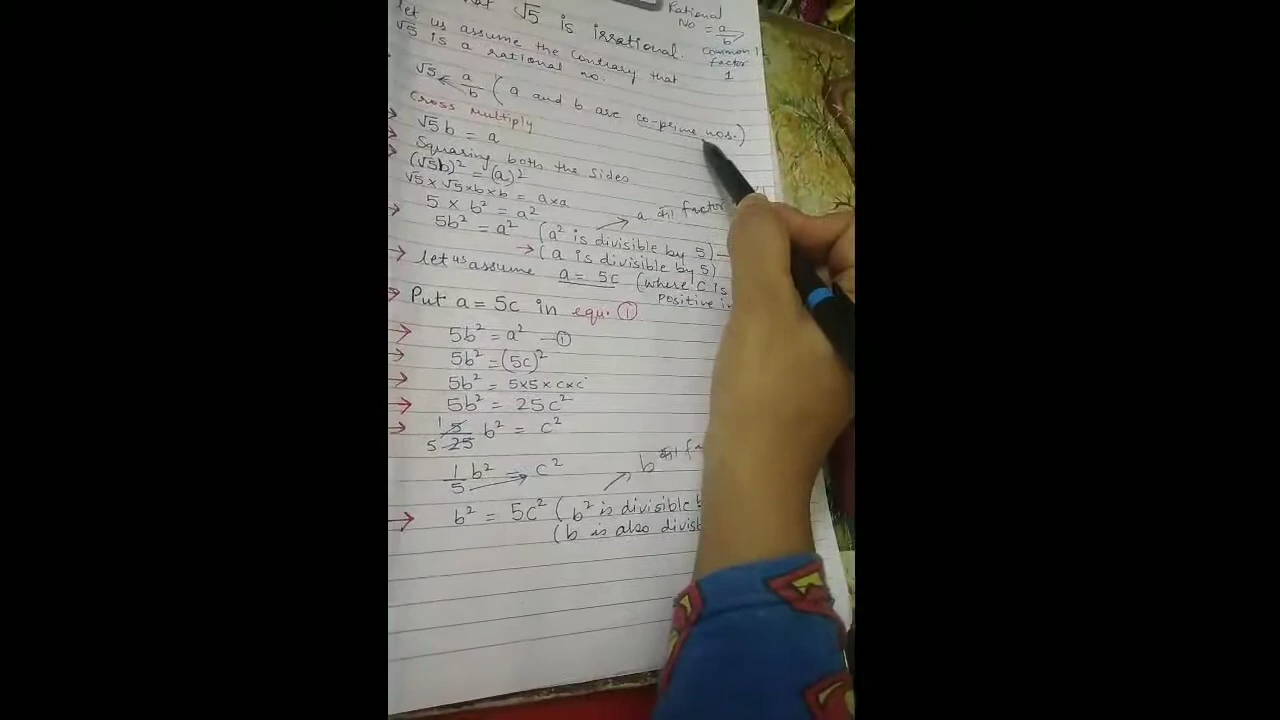 √5 is irrational.
Rational
No = a/b
common
factor
1
let us assume the contrary that
√5 is a rational no.
√5 = a/b (a and b are co-prime nos.)
cross multiply
√5b = a
Squaring both the sides
(√5b)² = (a)²
√5 × √5 × b × b = a×a
5 × b² = a²
a का factor
5b² = a² (a² is divisible by 5) -
→ (a is divisible by 5)
→ let us assume a = 5c (where c is
Positive in
→ Put a = 5c in equ. ①
→ 5b² = a² — ①
→ 5b² = (5c)²
→ 5b² = 5×5×c×c
→ 5b² = 25c²
→ 1 5/5 25 b² = c²
1/5 b² = c²
b का fa
→ b² = 5c² (b² is divisible b
(b is also divisib